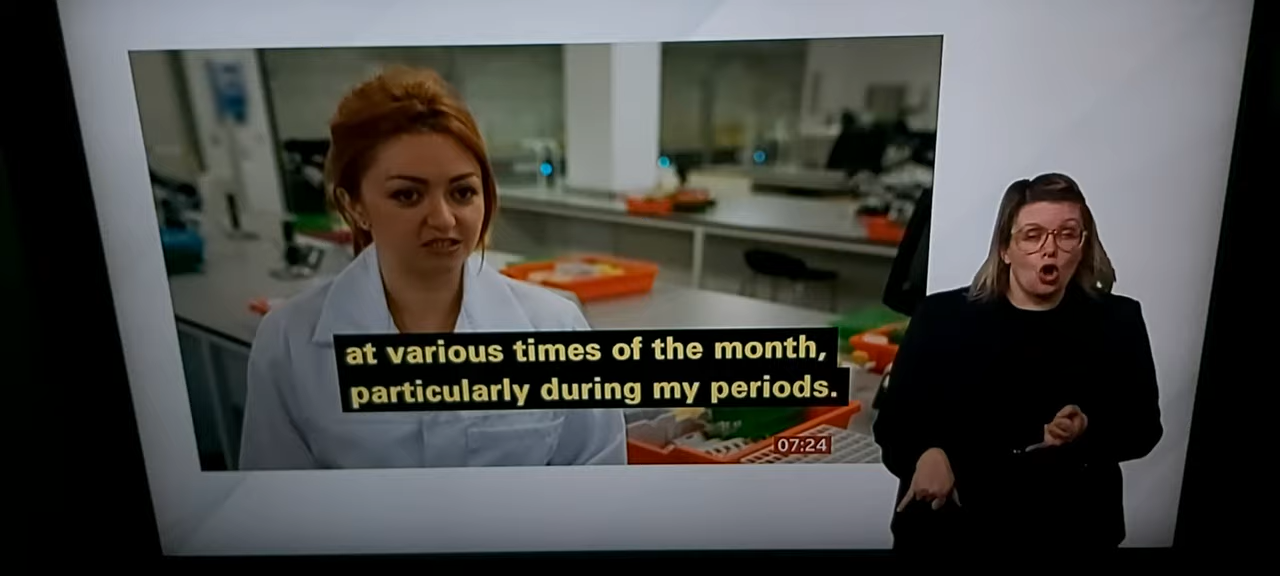 at various times of the month,
particularly during my periods.
07:24